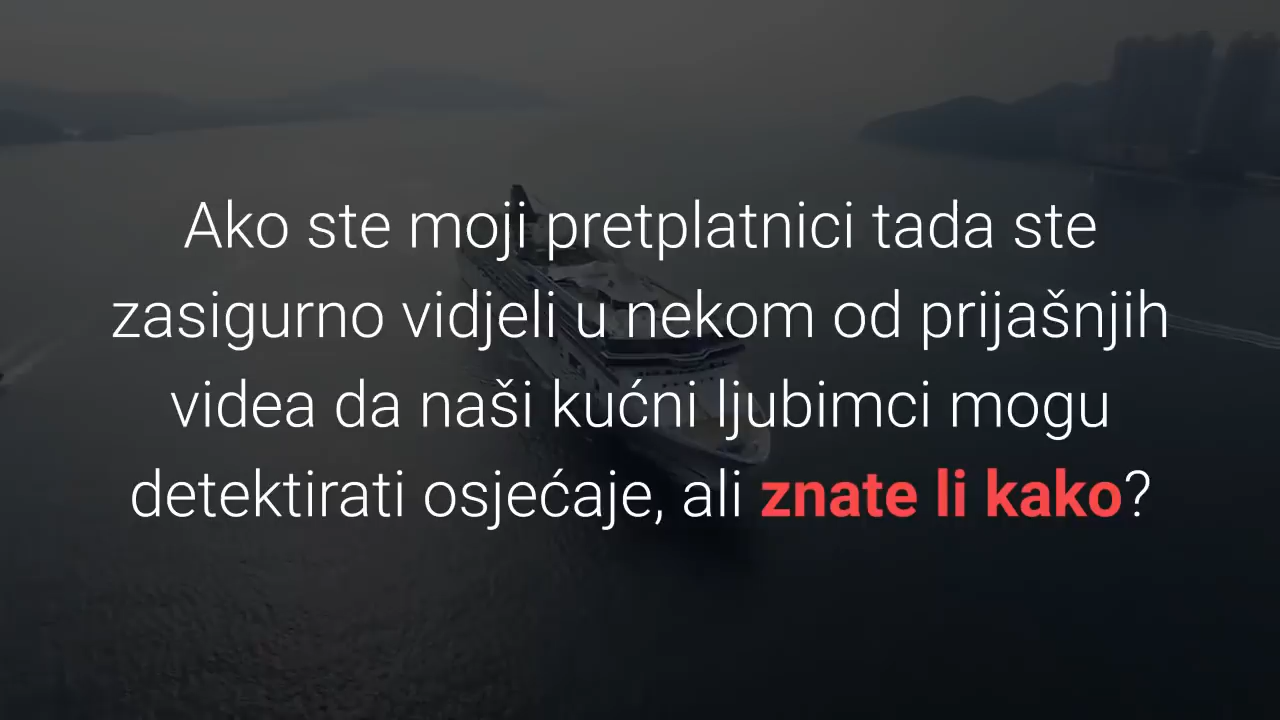 Ako ste moji pretplatnici tada ste
zasigurno vidjeli u nekom od prijašnjih
videa da naši kućni ljubimci mogu
detektirati osjećaje, ali znate li kako?